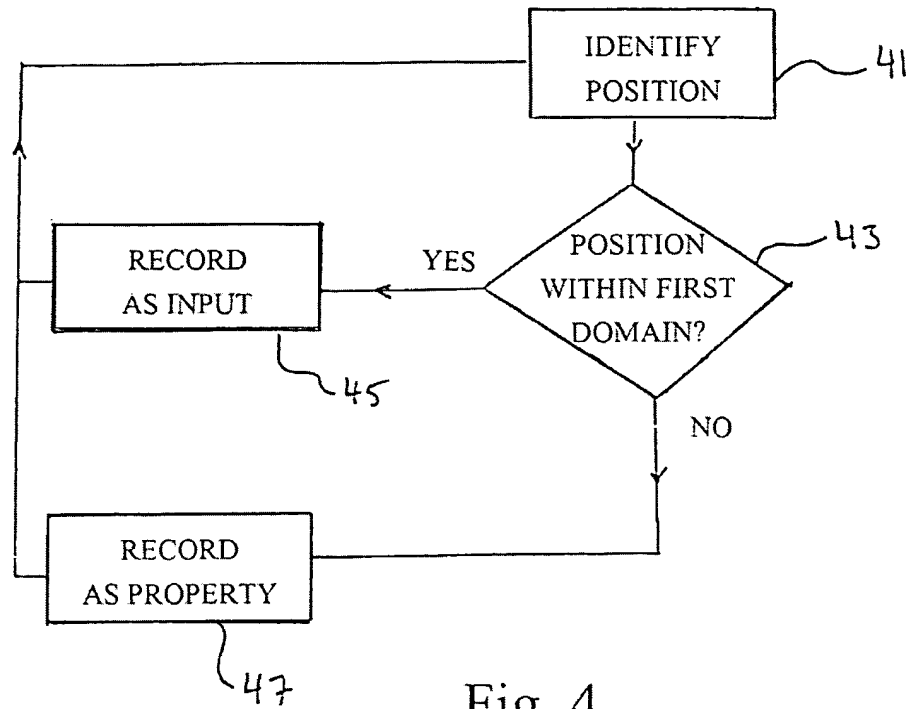 IDENTIFY
POSITION
41
POSITION
WITHIN FIRST
DOMAIN?
43
YES
RECORD
AS INPUT
45
NO
RECORD
AS PROPERTY
47
Fig. 4